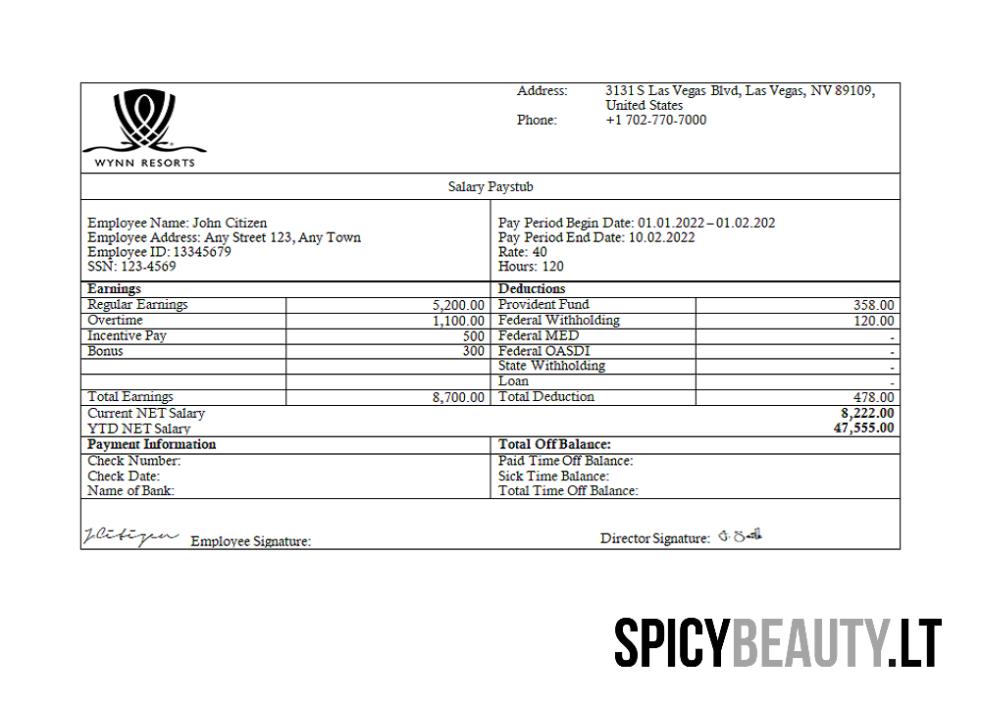 WYNN RESORTS
Address: 3131 S Las Vegas Blvd, Las Vegas, NV 89109,
United States
Phone: +1 702-770-7000
Salary Paystub
Employee Name: John Citizen
Employee Address: Any Street 123, Any Town
Employee ID: 13345679
SSN: 123-4569
Pay Period Begin Date: 01.01.2022 – 01.02.202
Pay Period End Date: 10.02.2022
Rate: 40
Hours: 120
Earnings Deductions
Regular Earnings 5,200.00 Provident Fund 358.00
Overtime 1,100.00 Federal Withholding 120.00
Incentive Pay 500 Federal MED -
Bonus 300 Federal OASDI -
State Withholding -
Loan -
Total Earnings 8,700.00 Total Deduction 478.00
Current NET Salary 8,222.00
YTD NET Salary 47,555.00
Payment Information Total Off Balance:
Check Number: Paid Time Off Balance:
Check Date: Sick Time Balance:
Name of Bank: Total Time Off Balance:
JCitizen Employee Signature: Director Signature:
SPICYBEAUTY.LT